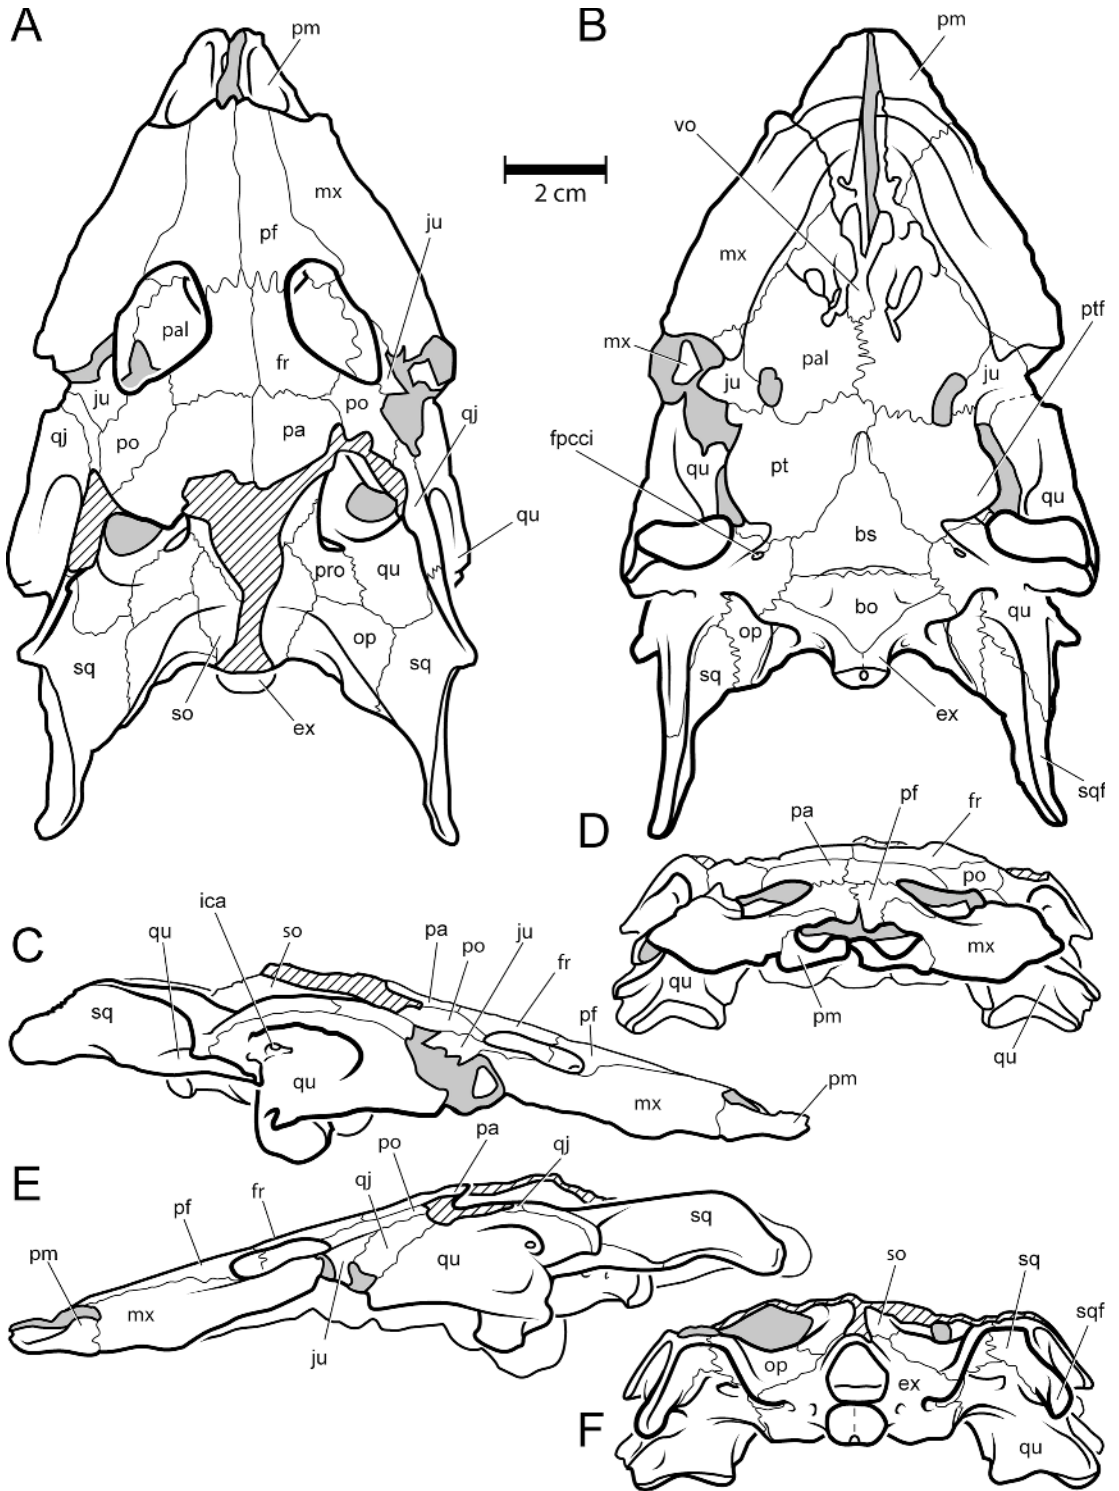 A
pm
mx
pf
ju
pal
fr
ju
po
qj
qj
po
pa
qu
pro
qu
op
sq
sq
so
ex
2 cm
B
pm
vo
mx
ptf
mx
pal
ju
ju
fpcci
qu
pt
qu
bs
bo
qu
op
sq
ex
sqf
D
pa
pf
fr
po
mx
qu
pm
qu
C
ica
qu
so
pa
po
ju
fr
sq
pf
qu
mx
pm
E
pa
po
qj
qj
fr
pf
sq
pm
qu
mx
ju
F
so
sq
sqf
op
ex
qu